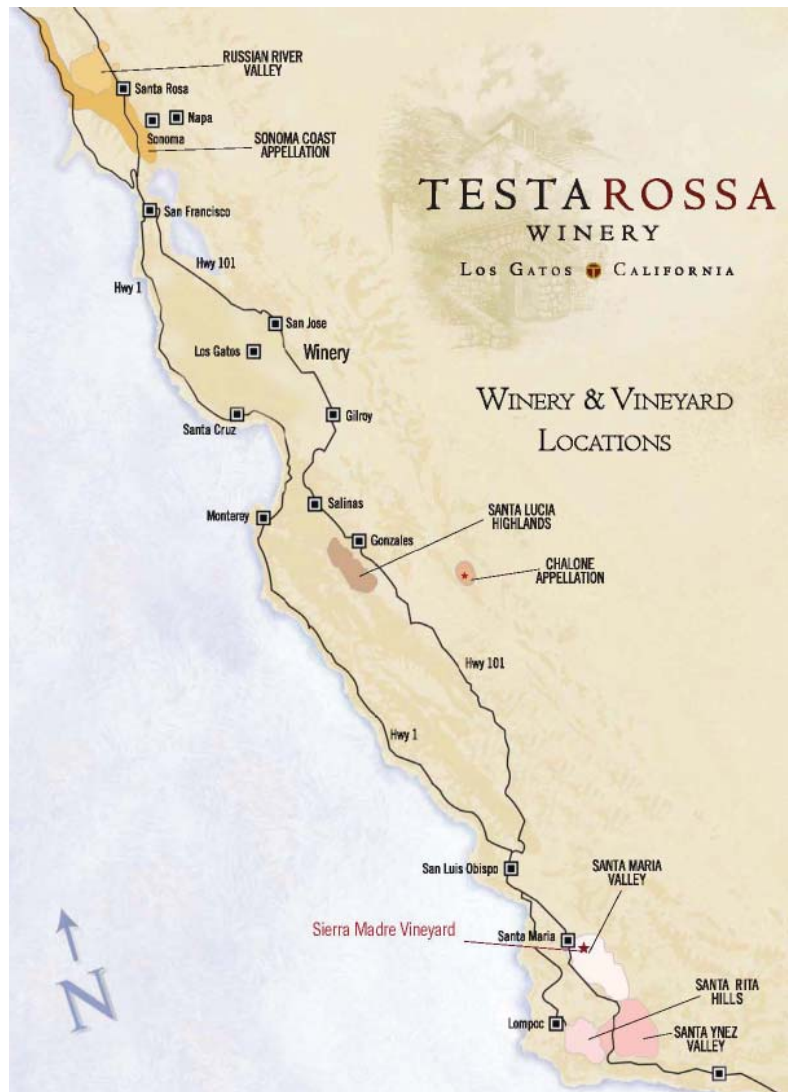 RUSSIAN RIVER
VALLEY
Santa Rosa
Napa
Sonoma
SONOMA COAST
APPELLATION
TESTAROSSA
WINERY
LOS GATOS T CALIFORNIA
San Francisco
Hwy 101
Hwy 1
San Jose
Los Gatos
Winery
WINERY & VINEYARD
LOCATIONS
Santa Cruz
Gilroy
Salinas
Monterey
SANTA LUCIA
HIGHLANDS
Gonzales
CHALONE
APPELLATION
Hwy 101
Hwy 1
San Luis Obispo
SANTA MARIA
VALLEY
Sierra Madre Vineyard
Santa Maria
SANTA RITA
HILLS
N
Lompoc
SANTA YNEZ
VALLEY